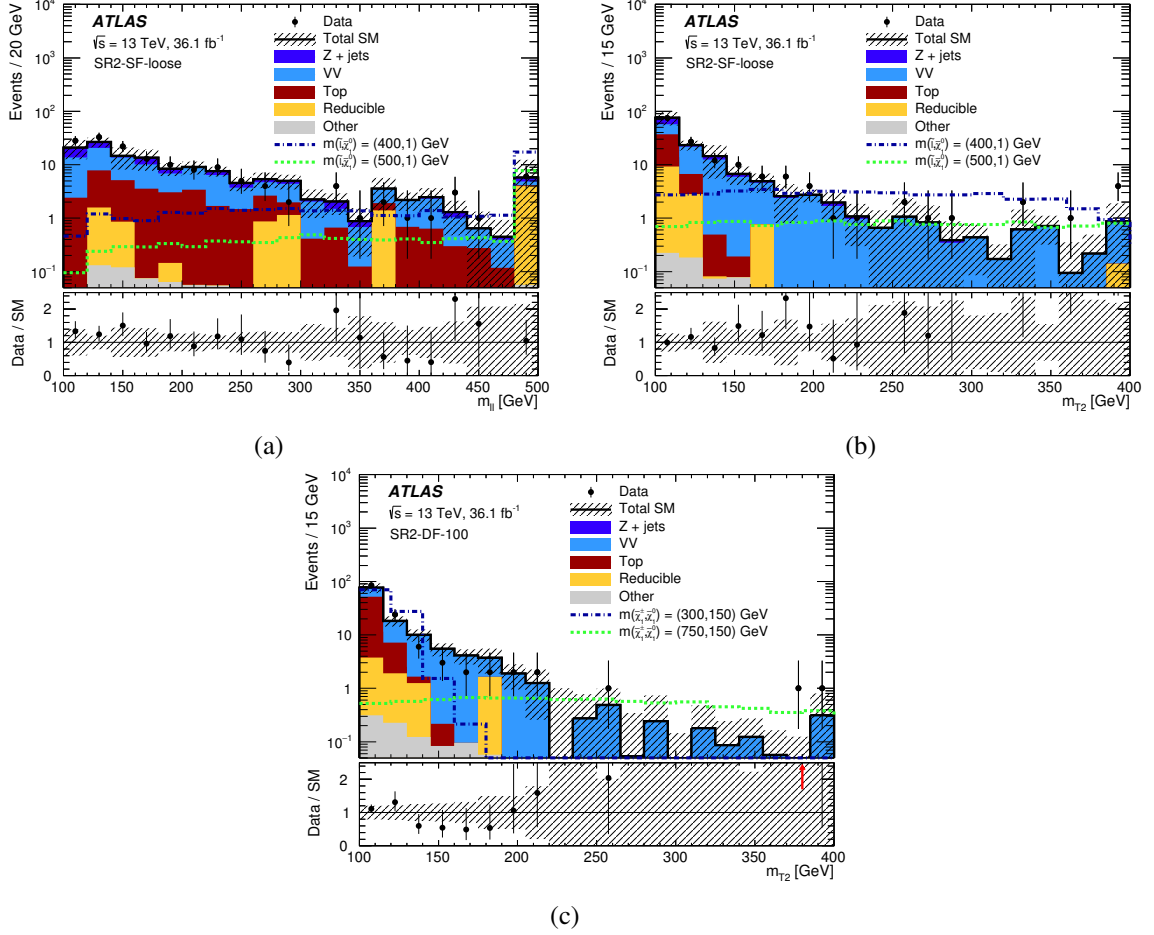 Events / 20 GeV
10⁴
10³
10²
10
1
10⁻¹
ATLAS
√s = 13 TeV, 36.1 fb⁻¹
SR2-SF-loose
Data
Total SM
Z + jets
VV
Top
Reducible
Other
m(l̃,χ̃₁⁰) = (400,1) GeV
m(l̃,χ̃₁⁰) = (500,1) GeV
Data / SM
2
1
0
100 150 200 250 300 350 400 450 500
m_ll [GeV]
(a)
Events / 15 GeV
10⁴
10³
10²
10
1
10⁻¹
ATLAS
√s = 13 TeV, 36.1 fb⁻¹
SR2-SF-loose
Data
Total SM
Z + jets
VV
Top
Reducible
Other
m(l̃,χ̃₁⁰) = (400,1) GeV
m(l̃,χ̃₁⁰) = (500,1) GeV
Data / SM
2
1
0
100 150 200 250 300 350 400
m_T2 [GeV]
(b)
Events / 15 GeV
10⁴
10³
10²
10
1
10⁻¹
ATLAS
√s = 13 TeV, 36.1 fb⁻¹
SR2-DF-100
Data
Total SM
Z + jets
VV
Top
Reducible
Other
m(χ̃₁±,χ̃₁⁰) = (300,150) GeV
m(χ̃₁±,χ̃₁⁰) = (750,150) GeV
Data / SM
2
1
0
100 150 200 250 300 350 400
m_T2 [GeV]
(c)